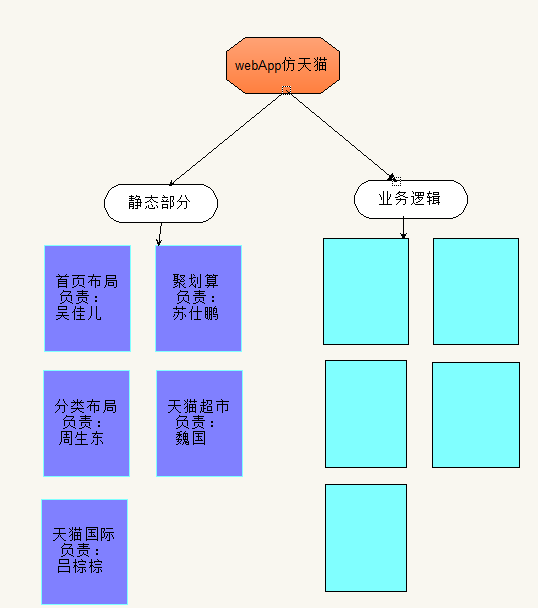 webApp仿天猫
静态部分
业务逻辑
首页布局
负责：
吴佳儿
聚划算
负责：
苏仕鹏
分类布局
负责：
周生东
天猫超市
负责：
魏国
天猫国际
负责：
吕棕棕